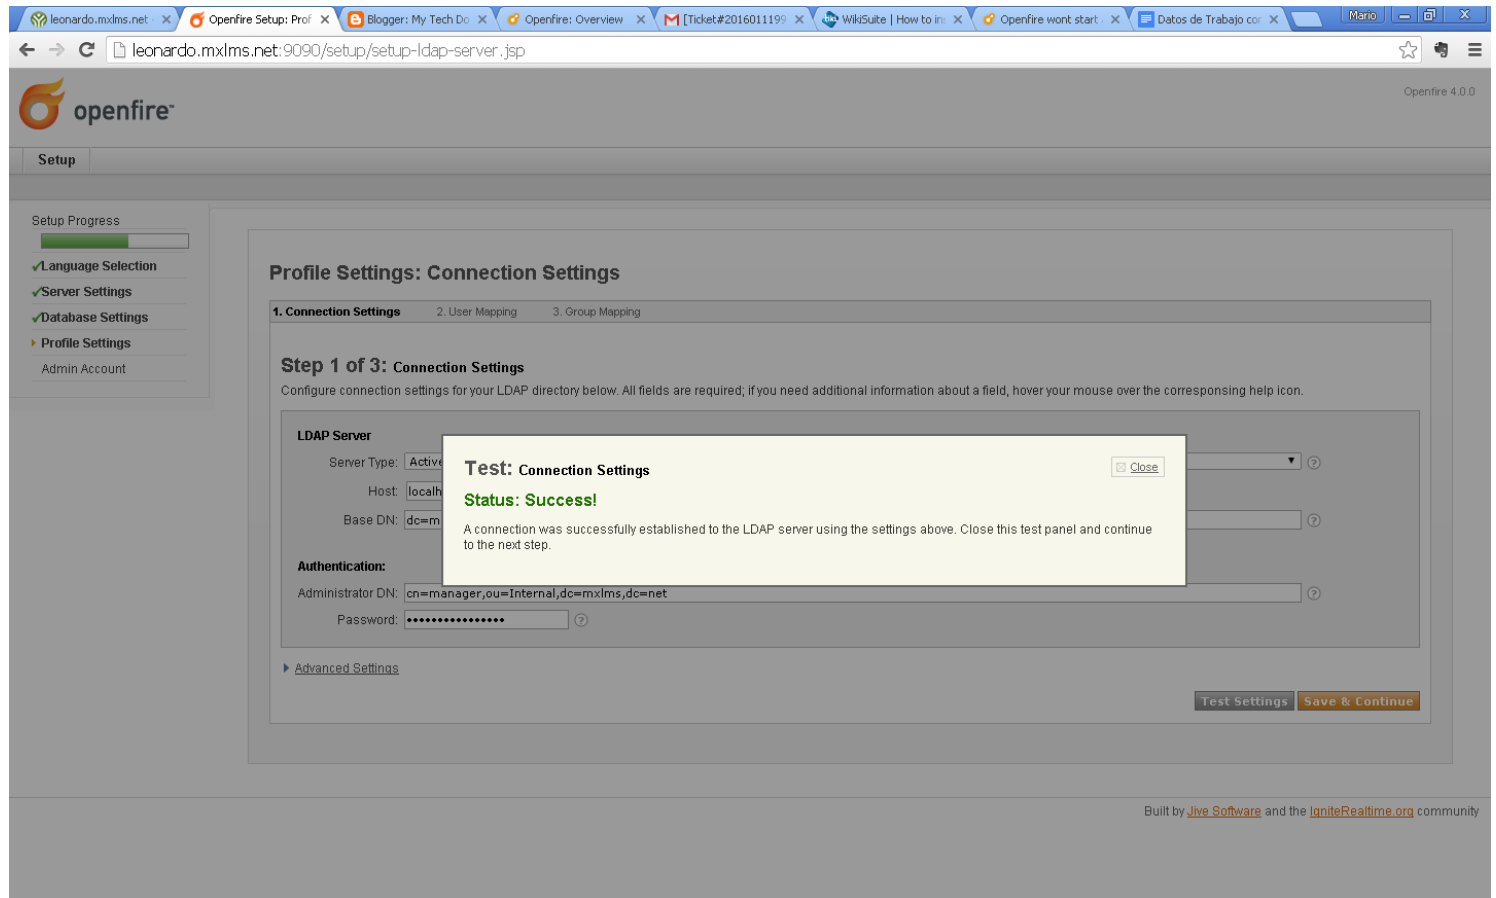 leonardo.mxlms.net
Openfire Setup: Prof
Blogger: My Tech Do
Openfire: Overview
[Ticket#2016011199
WikiSuite | How to in
Openfire wont start
Datos de Trabajo cor
Mario
leonardo.mxlms.net:9090/setup/setup-ldap-server.jsp
openfire™
Openfire 4.0.0
Setup
Setup Progress
Language Selection
Server Settings
Database Settings
Profile Settings
Admin Account
Profile Settings: Connection Settings
1. Connection Settings 2. User Mapping 3. Group Mapping
Step 1 of 3: Connection Settings
Configure connection settings for your LDAP directory below. All fields are required; if you need additional information about a field, hover your mouse over the corresponsing help icon.
LDAP Server
Server Type: Active
Host: localh
Base DN: dc=m
Test: Connection Settings
Close
Status: Success!
A connection was successfully established to the LDAP server using the settings above. Close this test panel and continue
to the next step.
Authentication:
Administrator DN: cn=manager,ou=Internal,dc=mxlms,dc=net
Password: ••••••••••••••••
Advanced Settings
Test Settings Save & Continue
Built by Jive Software and the IgniteRealtime.org community